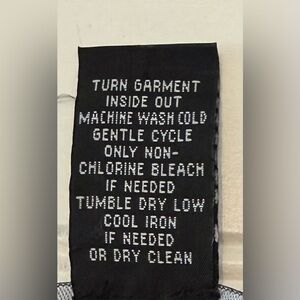 TURN GARMENT
INSIDE OUT
MACHINE WASH COLD
GENTLE CYCLE
ONLY NON-
CHLORINE BLEACH
IF NEEDED
TUMBLE DRY LOW
COOL IRON
IF NEEDED
OR DRY CLEAN